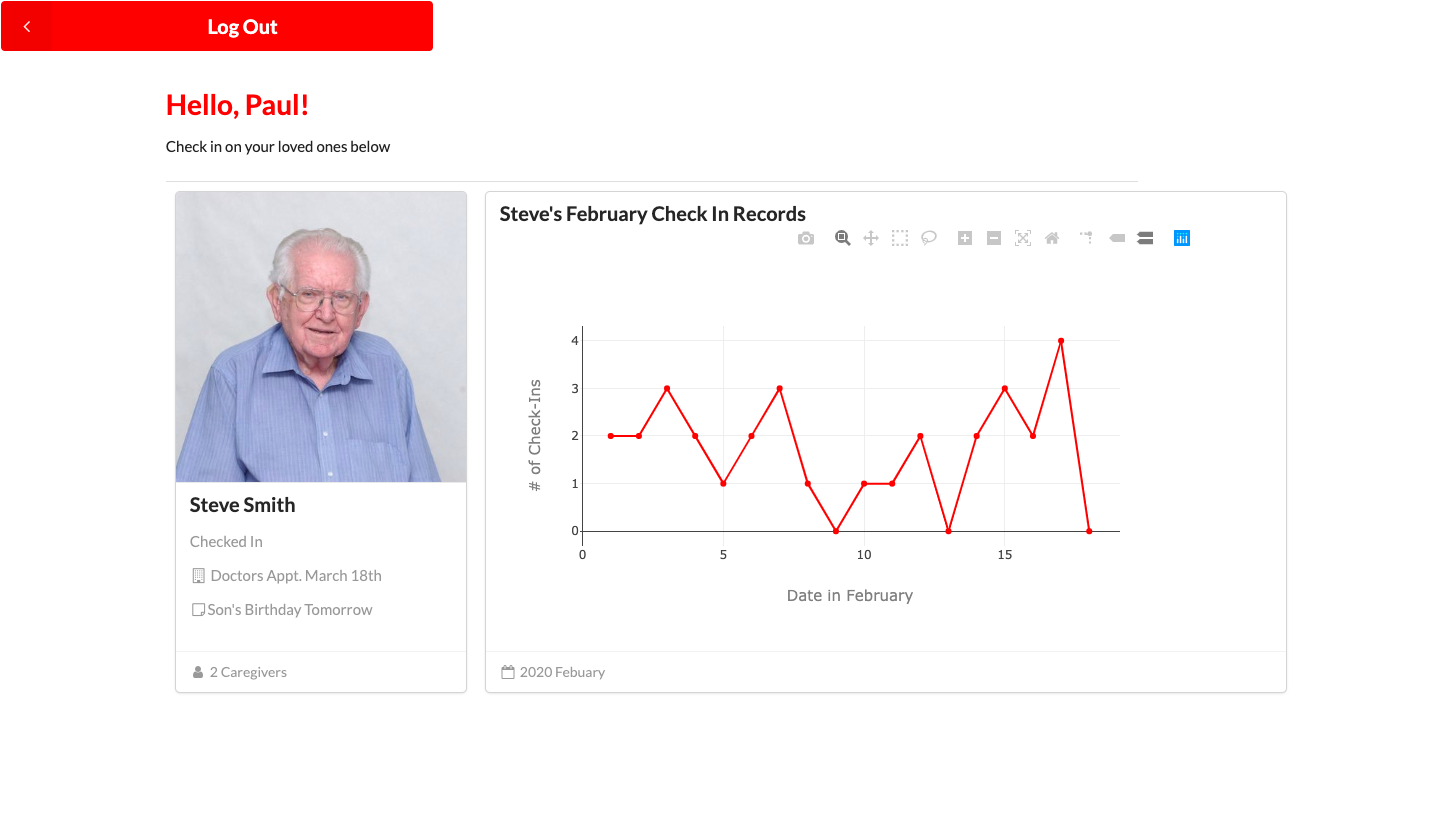 Log Out
Hello, Paul!
Check in on your loved ones below
Steve Smith
Checked In
Doctors Appt. March 18th
Son's Birthday Tomorrow
2 Caregivers
Steve's February Check In Records
# of Check-Ins
4
3
2
1
0
0 5 10 15
Date in February
2020 Febuary